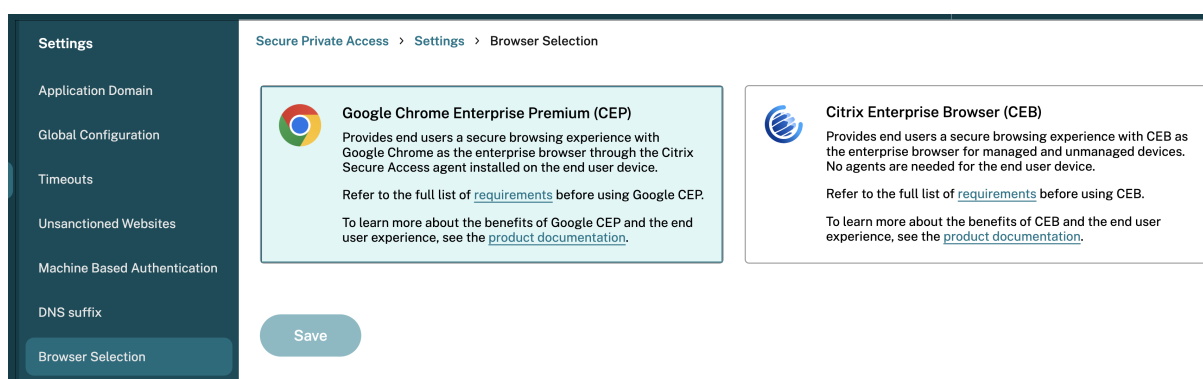 Settings
Application Domain
Global Configuration
Timeouts
Unsanctioned Websites
Machine Based Authentication
DNS suffix
Browser Selection
Secure Private Access > Settings > Browser Selection
Google Chrome Enterprise Premium (CEP)
Provides end users a secure browsing experience with
Google Chrome as the enterprise browser through the Citrix
Secure Access agent installed on the end user device.
Refer to the full list of requirements before using Google CEP.
To learn more about the benefits of Google CEP and the end
user experience, see the product documentation.
Citrix Enterprise Browser (CEB)
Provides end users a secure browsing experience with CEB as
the enterprise browser for managed and unmanaged devices.
No agents are needed for the end user device.
Refer to the full list of requirements before using CEB.
To learn more about the benefits of CEB and the end user
experience, see the product documentation.
Save